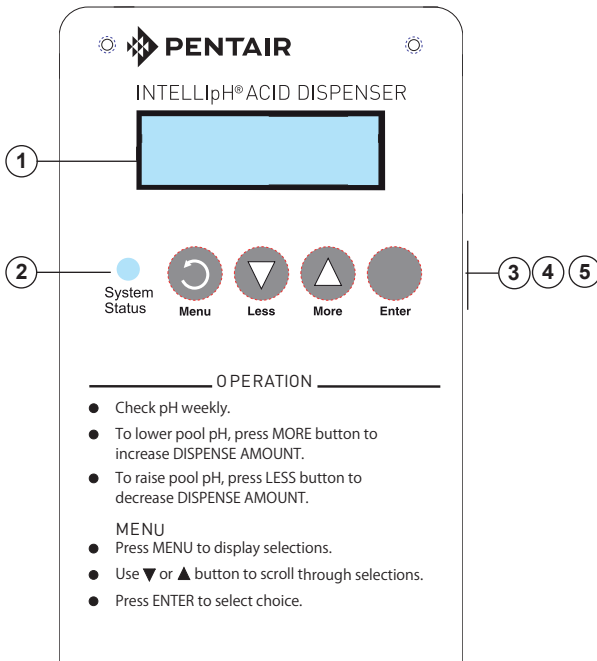 PENTAIR
INTELLIpH® ACID DISPENSER
1
2
System
Status
Menu
Less
More
Enter
3 4 5
OPERATION
● Check pH weekly.
● To lower pool pH, press MORE button to
increase DISPENSE AMOUNT.
● To raise pool pH, press LESS button to
decrease DISPENSE AMOUNT.
MENU
● Press MENU to display selections.
● Use ▼ or ▲ button to scroll through selections.
● Press ENTER to select choice.